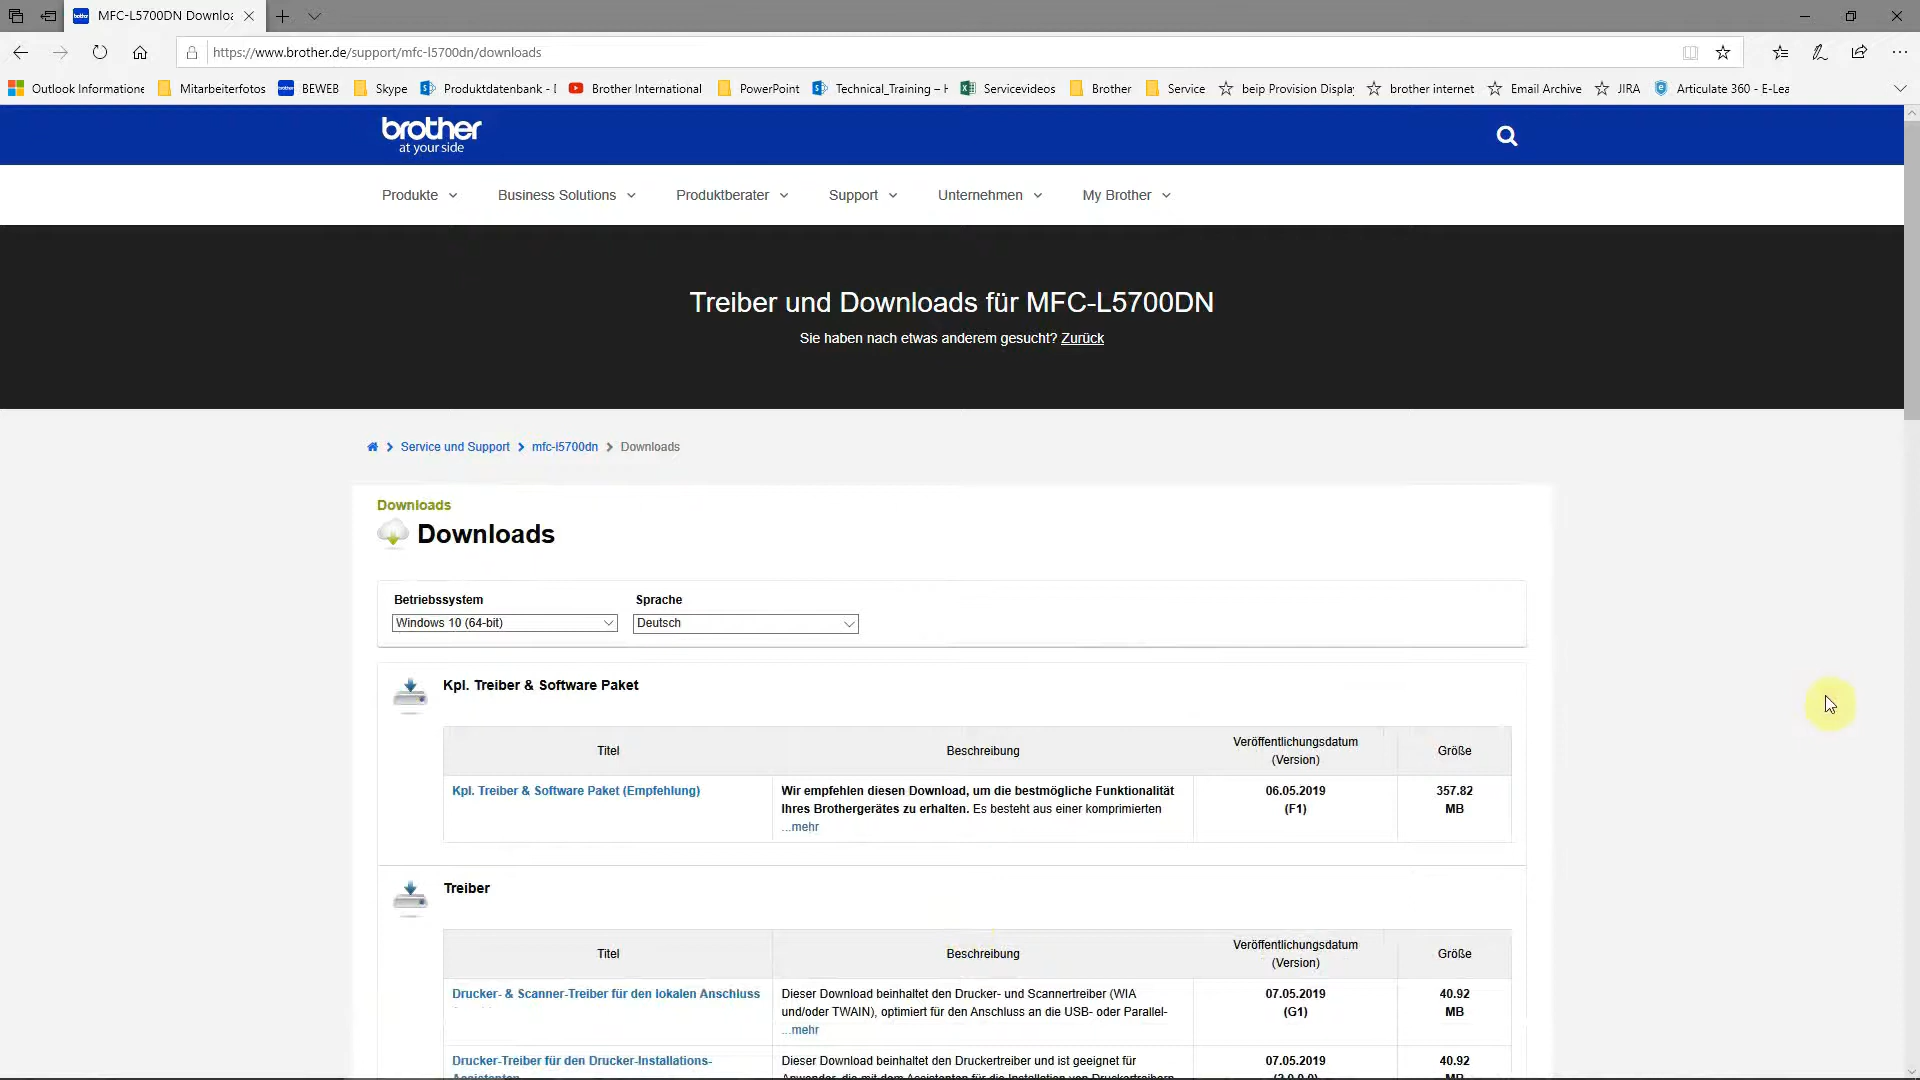 MFC-L5700DN Downloa
https://www.brother.de/support/mfc-l5700dn/downloads
Outlook Informatione Mitarbeiterfotos BEWEB Skype Produktdatenbank - Brother International PowerPoint Technical_Training – Servicevideos Brother Service beip Provision Display brother internet Email Archive JIRA Articulate 360 - E-Lea
brother
at your side
Produkte Business Solutions Produktberater Support Unternehmen My Brother
Treiber und Downloads für MFC-L5700DN
Sie haben nach etwas anderem gesucht? Zurück
Service und Support mfc-l5700dn Downloads
Downloads
Downloads
Betriebssystem Sprache
Windows 10 (64-bit) Deutsch
Kpl. Treiber & Software Paket
Titel Beschreibung Veröffentlichungsdatum (Version) Größe
Kpl. Treiber & Software Paket (Empfehlung) Wir empfehlen diesen Download, um die bestmögliche Funktionalität 06.05.2019 357.82
Ihres Brothergerätes zu erhalten. Es besteht aus einer komprimierten (F1) MB
...mehr
Treiber
Titel Beschreibung Veröffentlichungsdatum (Version) Größe
Drucker- & Scanner-Treiber für den lokalen Anschluss Dieser Download beinhaltet den Drucker- und Scannertreiber (WIA 07.05.2019 40.92
und/oder TWAIN), optimiert für den Anschluss an die USB- oder Parallel- (G1) MB
...mehr
Drucker-Treiber für den Drucker-Installations- Dieser Download beinhaltet den Druckertreiber und ist geeignet für 07.05.2019 40.92